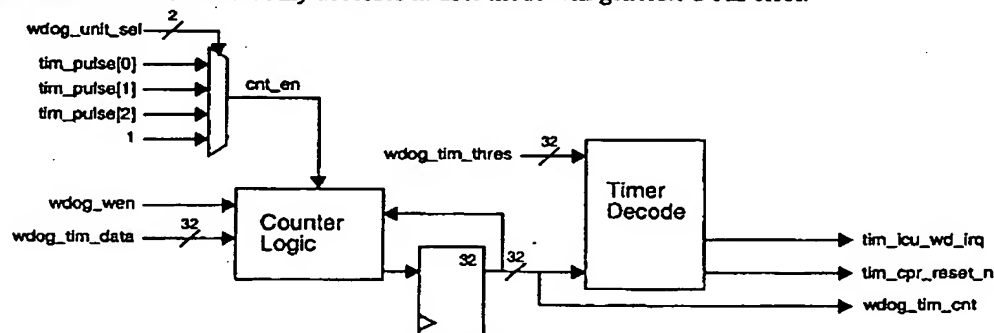 wdog_unit_sel
2
tim_pulse[0]
tim_pulse[1]
tim_pulse[2]
1
cnt_en
wdog_tim_thres
32
wdog_wen
wdog_tim_data
32
Counter
Logic
32
32
Timer
Decode
tim_icu_wd_irq
tim_cpr_reset_n
wdog_tim_cnt